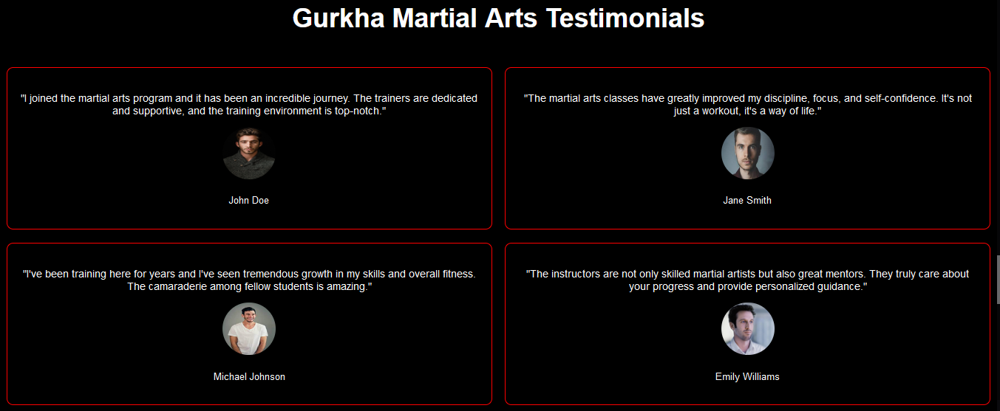 Gurkha Martial Arts Testimonials
"I joined the martial arts program and it has been an incredible journey. The trainers are dedicated
and supportive, and the training environment is top-notch."
John Doe
"The martial arts classes have greatly improved my discipline, focus, and self-confidence. It's not
just a workout, it's a way of life."
Jane Smith
"I've been training here for years and I've seen tremendous growth in my skills and overall fitness.
The camaraderie among fellow students is amazing."
Michael Johnson
"The instructors are not only skilled martial artists but also great mentors. They truly care about
your progress and provide personalized guidance."
Emily Williams